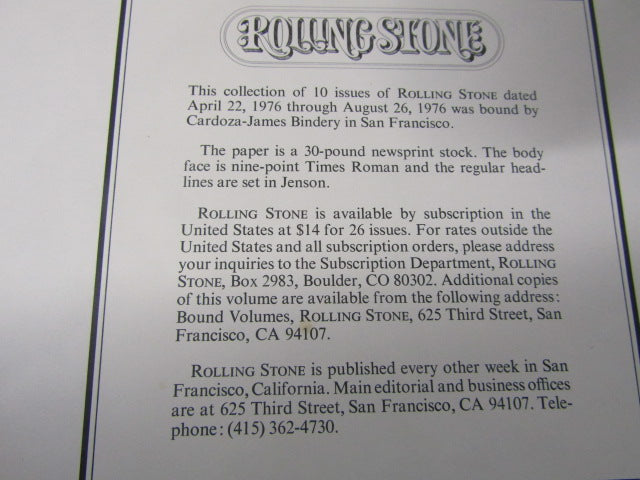 ROLLING STONE
This collection of 10 issues of ROLLING STONE dated
April 22, 1976 through August 26, 1976 was bound by
Cardoza-James Bindery in San Francisco.
The paper is a 30-pound newsprint stock. The body
face is nine-point Times Roman and the regular head-
lines are set in Jenson.
ROLLING STONE is available by subscription in the
United States at $14 for 26 issues. For rates outside the
United States and all subscription orders, please address
your inquiries to the Subscription Department, ROLLING
STONE, Box 2983, Boulder, CO 80302. Additional copies
of this volume are available from the following address:
Bound Volumes, ROLLING STONE, 625 Third Street, San
Francisco, CA 94107.
ROLLING STONE is published every other week in San
Francisco, California. Main editorial and business offices
are at 625 Third Street, San Francisco, CA 94107. Tele-
phone: (415) 362-4730.